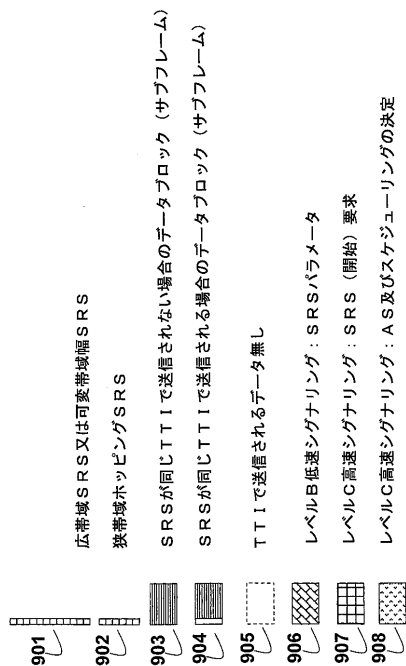 901 広帯域SRS又は可変帯域幅SRS
902 狭帯域ホッピングSRS
903 SRSが同じTTIで送信されない場合のデータブロック（サブフレーム）
904 SRSが同じTTIで送信される場合のデータブロック（サブフレーム）
905 TTIで送信されるデータ無し
906 レベルB低速シグナリング：SRSパラメータ
907 レベルC高速シグナリング：SRS（開始）要求
908 レベルC高速シグナリング：AS及びスケジューリングの決定